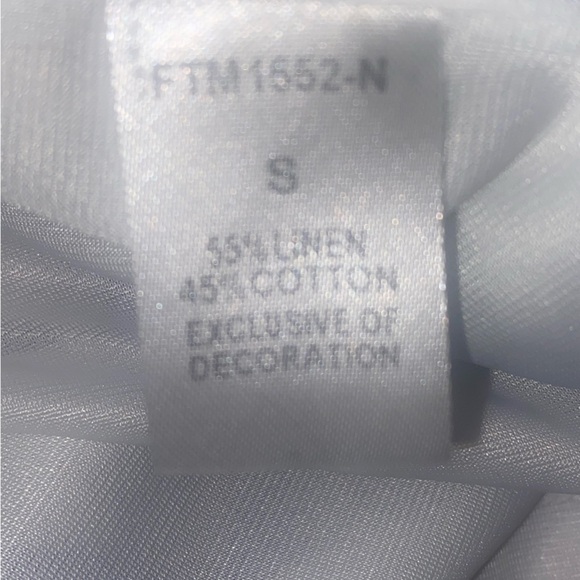 FTM1552-N
S
55% LINEN
45% COTTON
EXCLUSIVE OF
DECORATION